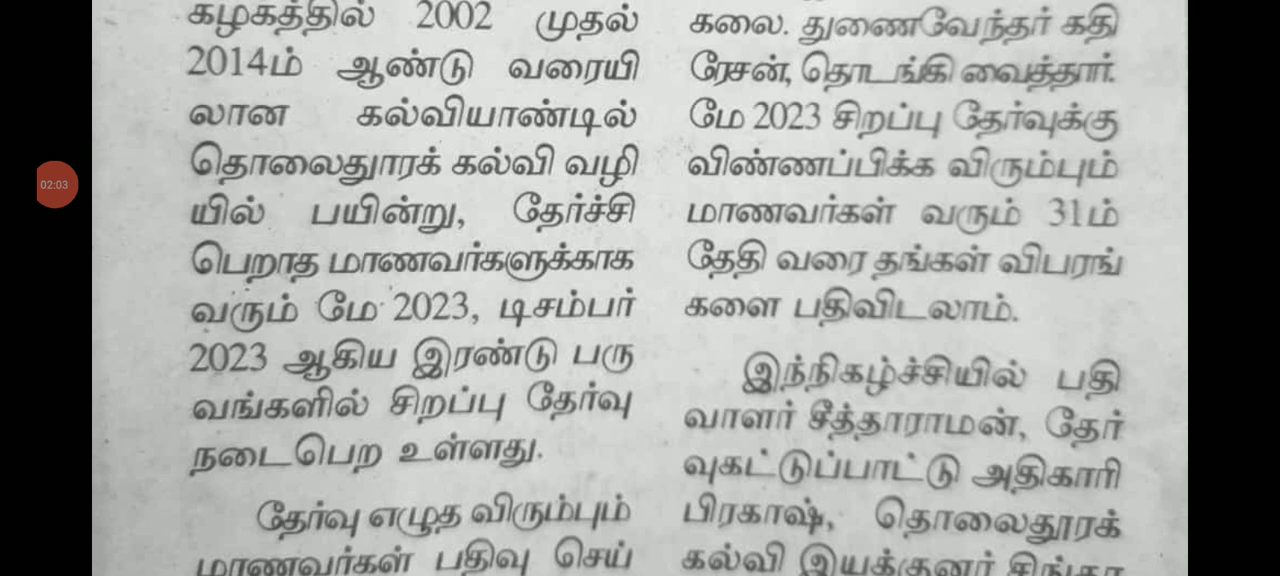 கழகத்தில் 2002 முதல்
2014ம் ஆண்டு வரையி
லான கல்வியாண்டில்
தொலைதுாரக் கல்வி வழி
யில் பயின்று, தேர்ச்சி
பெறாத மாணவர்களுக்காக
வரும் மே 2023, டிசம்பர்
2023 ஆகிய இரண்டு பரு
வங்களில் சிறப்பு தேர்வு
நடைபெற உள்ளது.
தேர்வு எழுத விரும்பும்
மாணவர்கள் பதிவு செய்
கலை. துணைவேந்தர் கதி
ரேசன், தொடங்கி வைத்தார்.
மே 2023 சிறப்பு தேர்வுக்கு
விண்ணப்பிக்க விரும்பும்
மாணவர்கள் வரும் 31ம்
தேதி வரை தங்கள் விபரங்
களை பதிவிடலாம்.
இந்நிகழ்ச்சியில் பதி
வாளர் சீத்தாராமன், தேர்
வுகட்டுப்பாட்டு அதிகாரி
பிரகாஷ், தொலைதூரக்
கல்வி இயக்குனர்
02:03